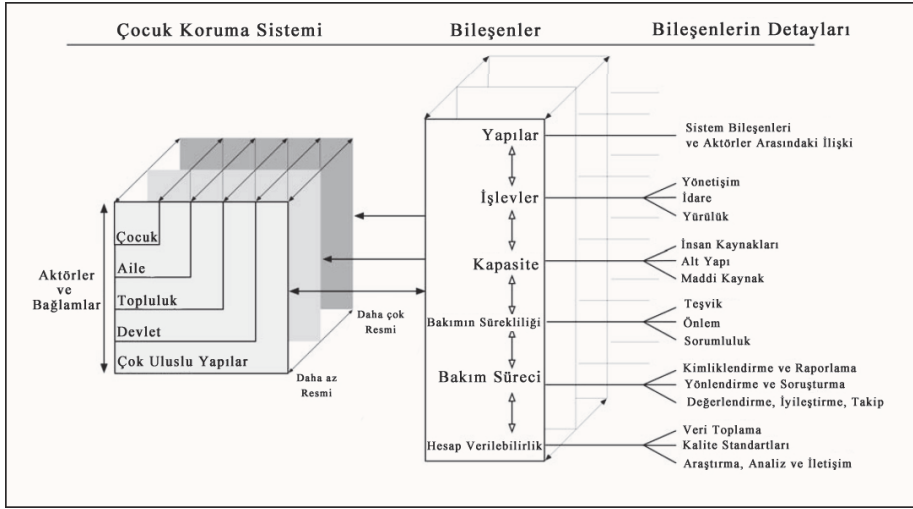 Çocuk Koruma Sistemi
Bileşenler
Bileşenlerin Detayları
Aktörler
ve
Bağlamlar
Çocuk
Aile
Topluluk
Devlet
Çok Uluslu Yapılar
Daha az
Resmi
Daha çok
Resmi
Yapılar
İşlevler
Kapasite
Bakımın Sürekliliği
Bakım Süreci
Hesap Verilebilirlik
Sistem Bileşenleri
ve Aktörler Arasındaki İlişki
Yönetişim
İdare
Yürülük
İnsan Kaynakları
Alt Yapı
Maddi Kaynak
Teşvik
Önlem
Sorumluluk
Kimliklendirme ve Raporlama
Yönlendirme ve Soruşturma
Değerlendirme, İyileştirme, Takip
Veri Toplama
Kalite Standartları
Araştırma, Analiz ve İletişim